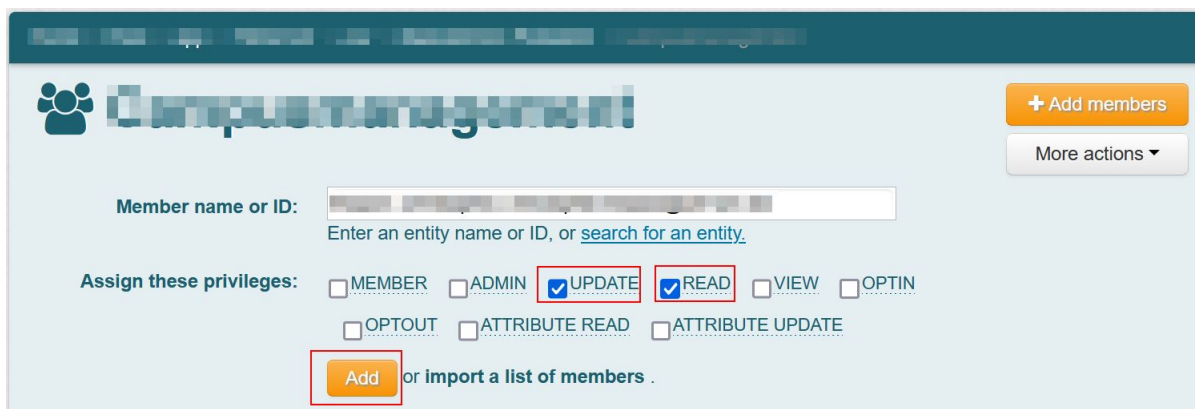 + Add members
More actions
Member name or ID:
Enter an entity name or ID, or search for an entity.
Assign these privileges: MEMBER ADMIN UPDATE READ VIEW OPTIN
OPTOUT ATTRIBUTE READ ATTRIBUTE UPDATE
Add or import a list of members .